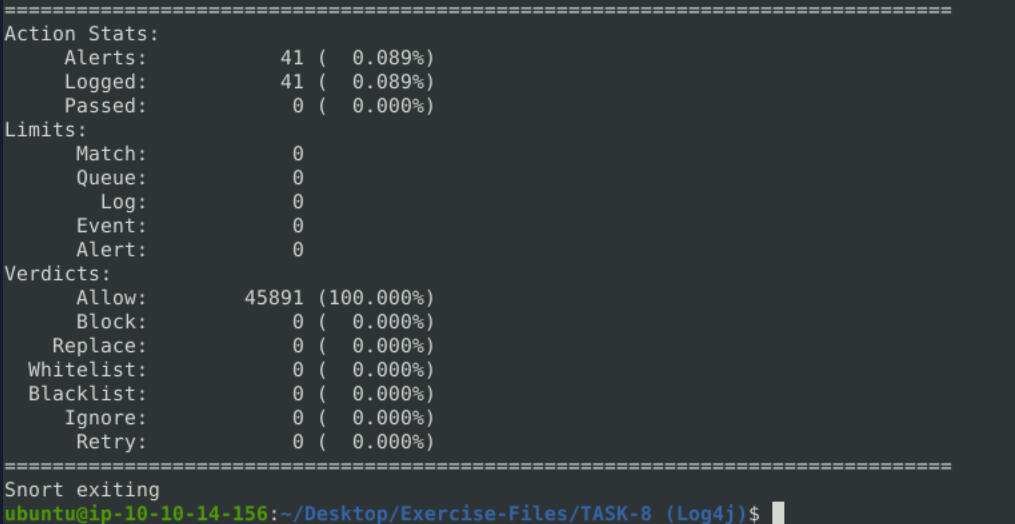 ===============================================================================
Action Stats:
     Alerts:           41 (  0.089%)
     Logged:           41 (  0.089%)
     Passed:            0 (  0.000%)
Limits:
      Match:            0
      Queue:            0
        Log:            0
      Event:            0
      Alert:            0
Verdicts:
      Allow:        45891 (100.000%)
      Block:            0 (  0.000%)
    Replace:            0 (  0.000%)
  Whitelist:            0 (  0.000%)
  Blacklist:            0 (  0.000%)
     Ignore:            0 (  0.000%)
      Retry:            0 (  0.000%)
===============================================================================
Snort exiting
ubuntu@ip-10-10-14-156:~/Desktop/Exercise-Files/TASK-8 (Log4j)$